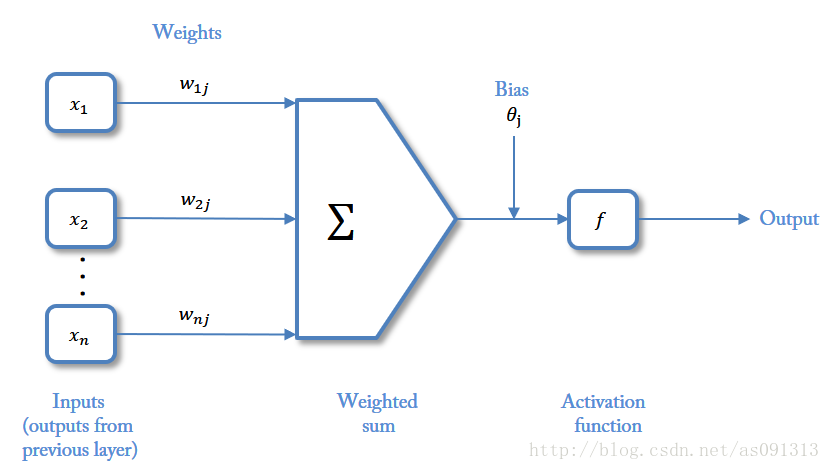 Weights
x₁
w₁ⱼ
Bias
θⱼ
x₂
w₂ⱼ
Σ
f
Output
⋮
xₙ
wₙⱼ
Inputs
(outputs from
previous layer)
Weighted
sum
Activation
function
http://blog.csdn.net/as091313